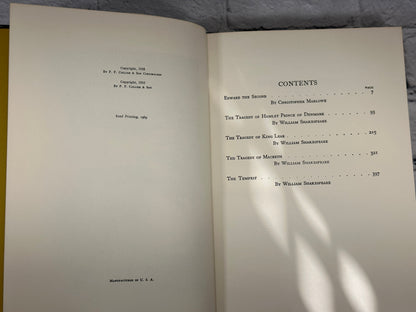 Copyright, 1938
By P. F. Collier & Son Corporation
Copyright, 1910
By P. F. Collier & Son
62nd Printing, 1969
Manufactured in U. S. A.
CONTENTS
PAGE
Edward the Second . . . . . . . . . 7
By Christopher Marlowe
The Tragedy of Hamlet Prince of Denmark . . . . 93
By William Shakespeare
The Tragedy of King Lear . . . . . . . . 215
By William Shakespeare
The Tragedy of Macbeth . . . . . . . . 321
By William Shakespeare
The Tempest . . . . . . . . . . 397
By William Shakespeare